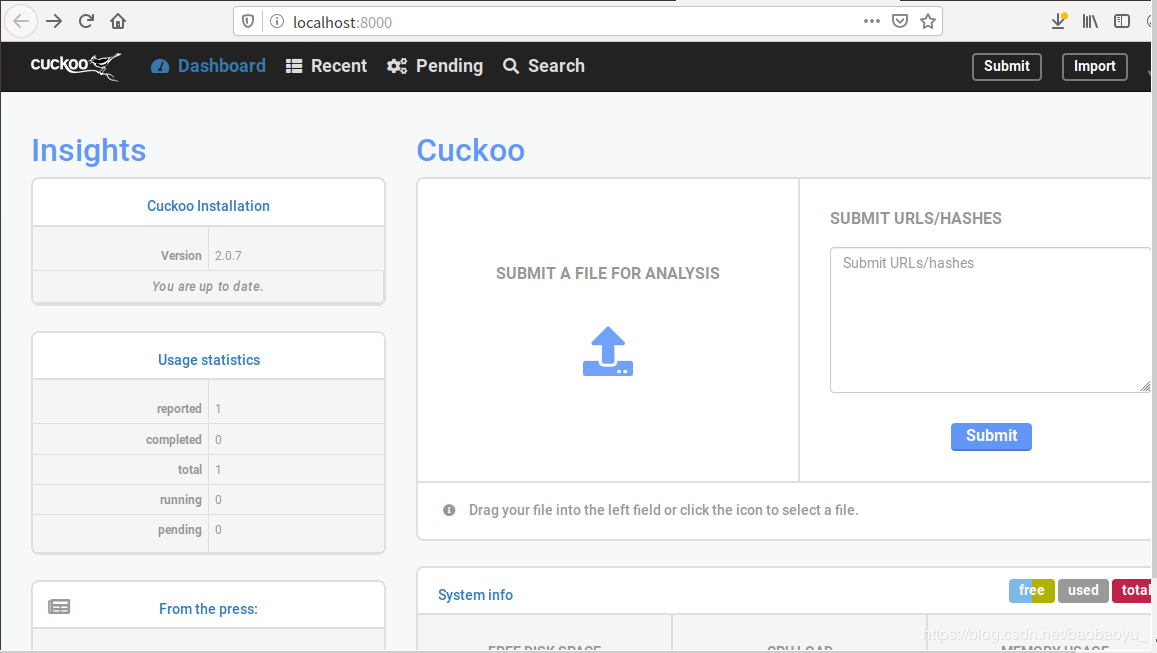 localhost:8000
cuckoo Dashboard Recent Pending Search Submit Import
Insights
Cuckoo Installation
Version 2.0.7
You are up to date.
Usage statistics
reported 1
completed 0
total 1
running 0
pending 0
From the press:
Cuckoo
SUBMIT A FILE FOR ANALYSIS
SUBMIT URLS/HASHES
Submit URLs/hashes
Submit
Drag your file into the left field or click the icon to select a file.
System info
free used total
FREE DISK SPACE CPU LOAD MEMORY USAGE
https://blog.csdn.net/baobaoyu_